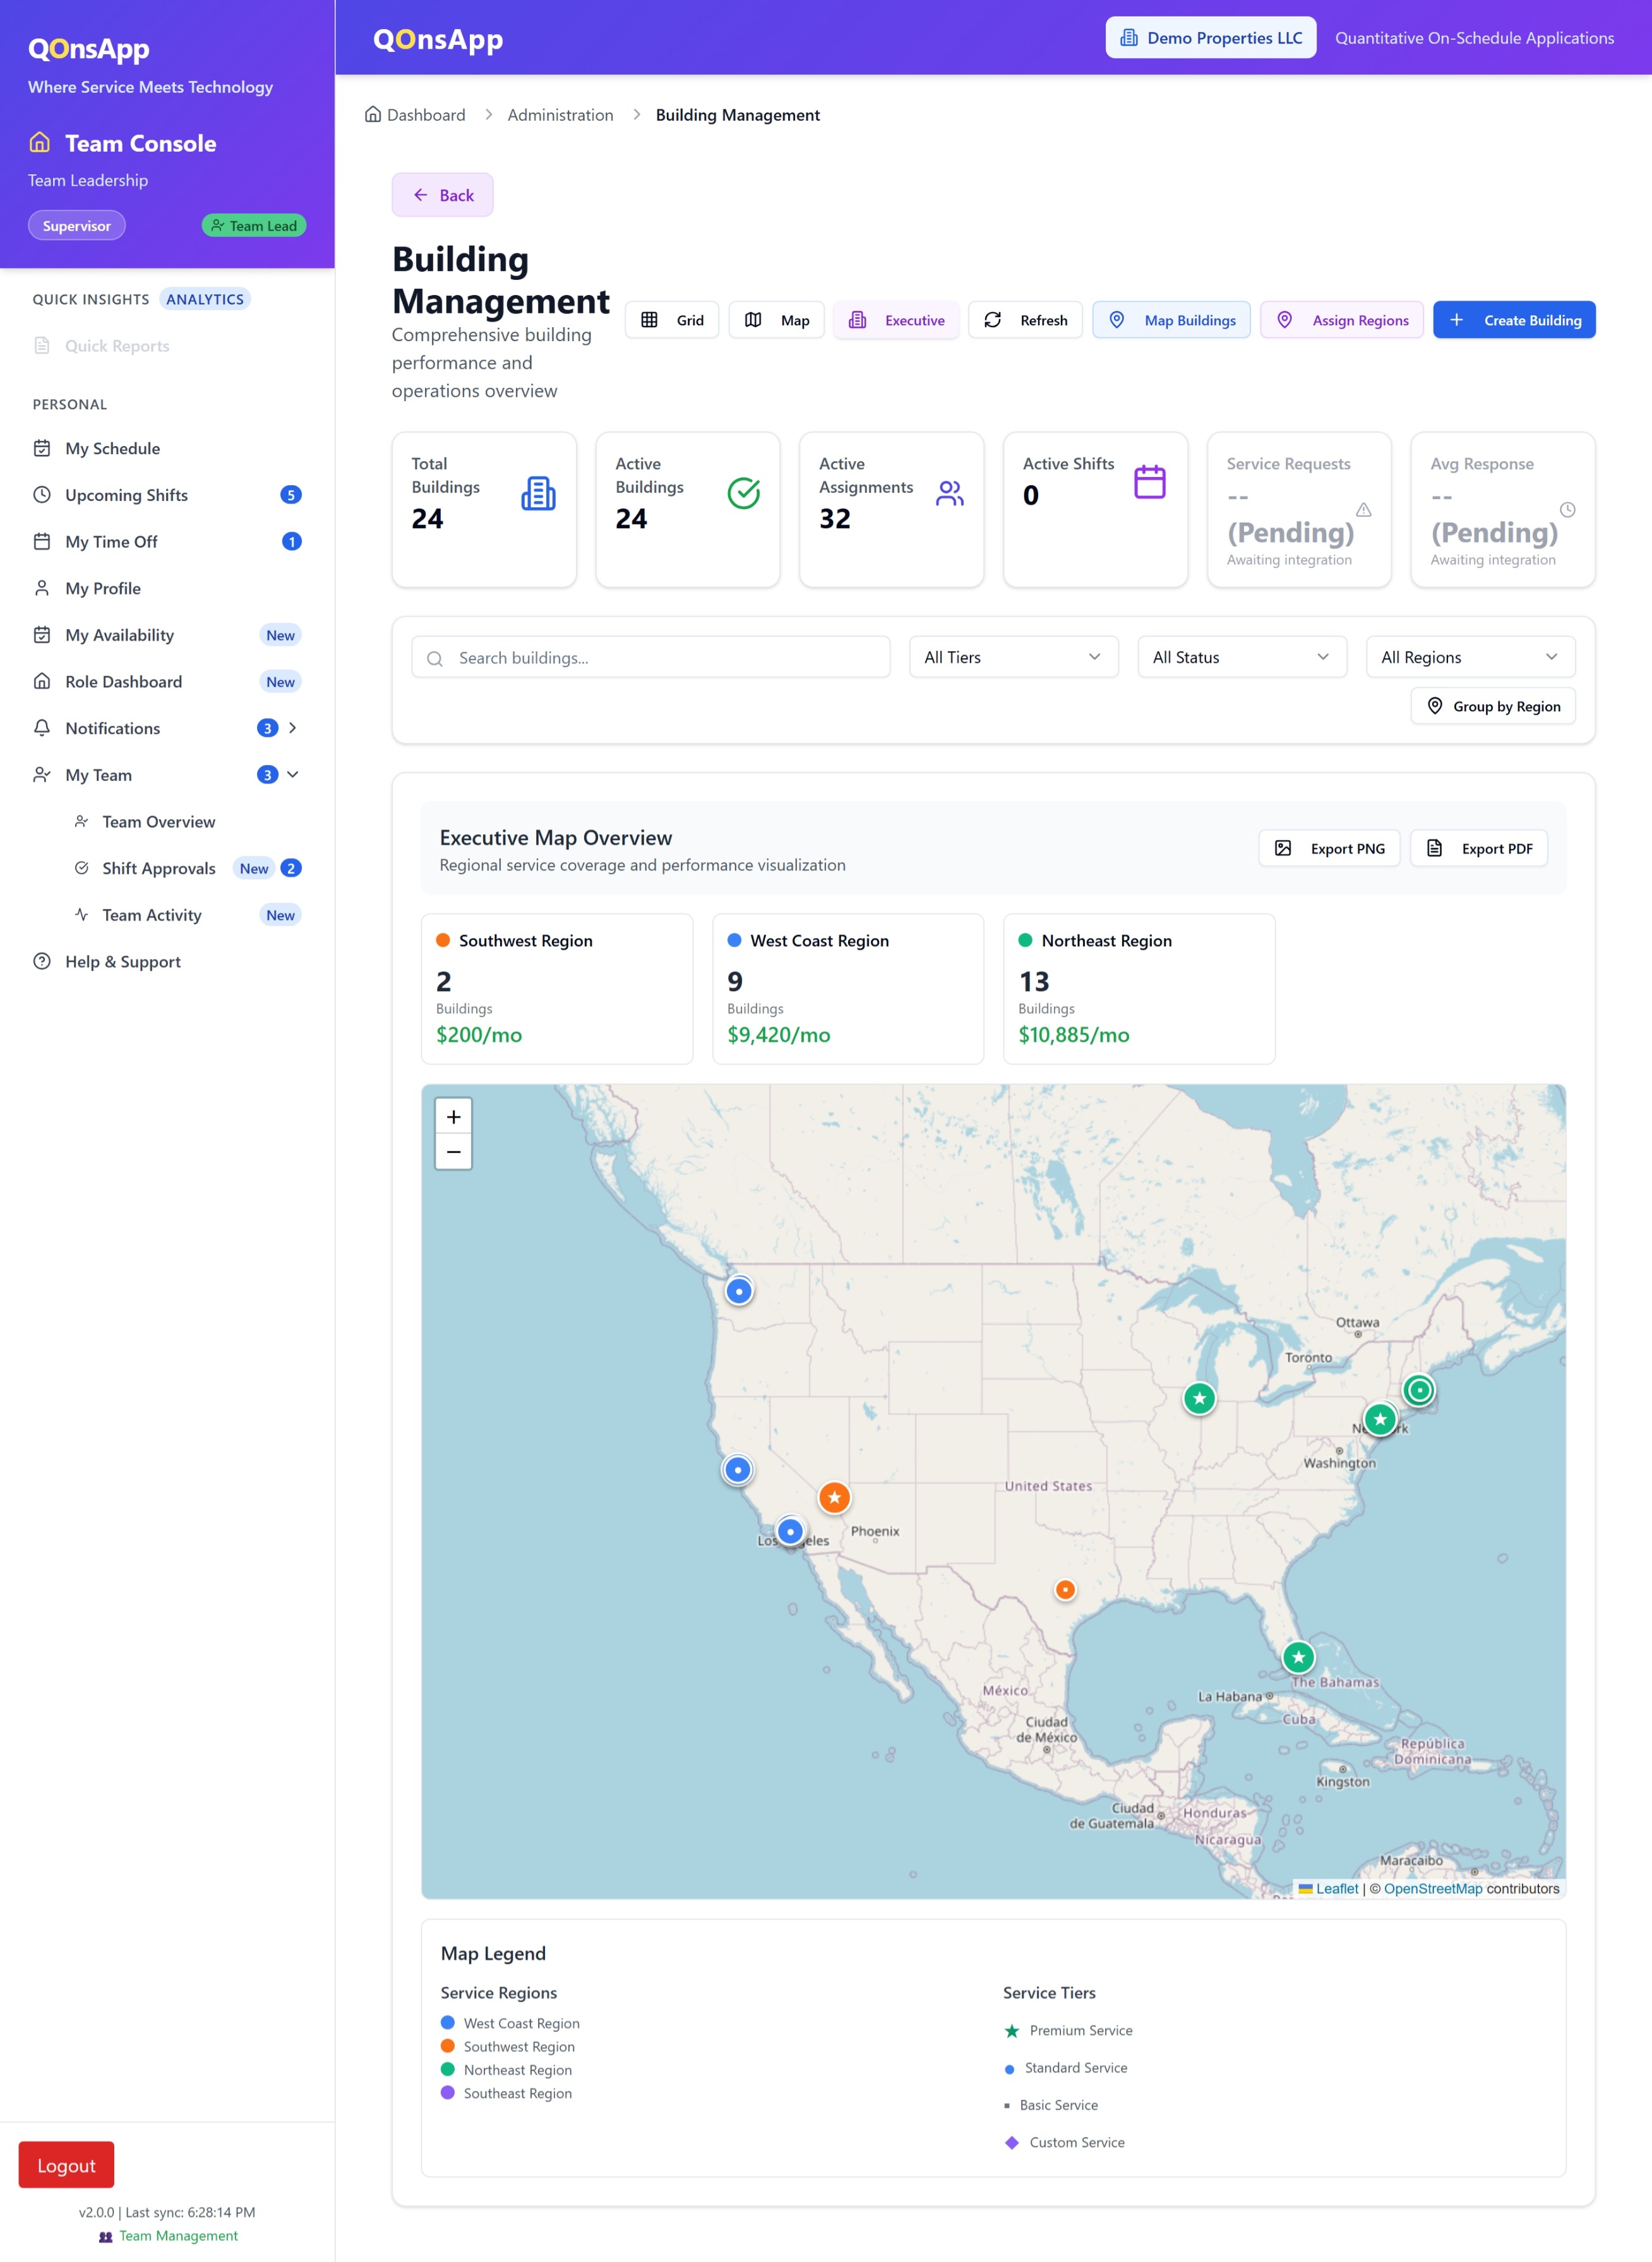 QOnsApp
Where Service Meets Technology
Team Console
Team Leadership
Supervisor
Team Lead
QUICK INSIGHTS ANALYTICS
Quick Reports
PERSONAL
My Schedule
Upcoming Shifts 5
My Time Off 1
My Profile
My Availability New
Role Dashboard New
Notifications 3
My Team 3
Team Overview
Shift Approvals New 2
Team Activity New
Help & Support
Logout
v2.0.0 | Last sync: 6:28:14 PM
Team Management
QOnsApp
Demo Properties LLC
Quantitative On-Schedule Applications
Dashboard > Administration > Building Management
Back
Building
Management
Comprehensive building
performance and
operations overview
Grid
Map
Executive
Refresh
Map Buildings
Assign Regions
Create Building
Total
Buildings
24
Active
Buildings
24
Active
Assignments
32
Active Shifts
0
Service Requests
--
(Pending)
Awaiting integration
Avg Response
--
(Pending)
Awaiting integration
Search buildings...
All Tiers
All Status
All Regions
Group by Region
Executive Map Overview
Regional service coverage and performance visualization
Export PNG
Export PDF
Southwest Region
2
Buildings
$200/mo
West Coast Region
9
Buildings
$9,420/mo
Northeast Region
13
Buildings
$10,885/mo
+
−
Ottawa
Toronto
Washington
United States
Phoenix
México
La Habana
The Bahamas
Cuba
Ciudad
de México
República
Dominicana
Kingston
Ciudad
de Guatemala
Honduras
Nicaragua
Maracaibo
Leaflet | © OpenStreetMap contributors
Map Legend
Service Regions
West Coast Region
Southwest Region
Northeast Region
Southeast Region
Service Tiers
Premium Service
Standard Service
Basic Service
Custom Service